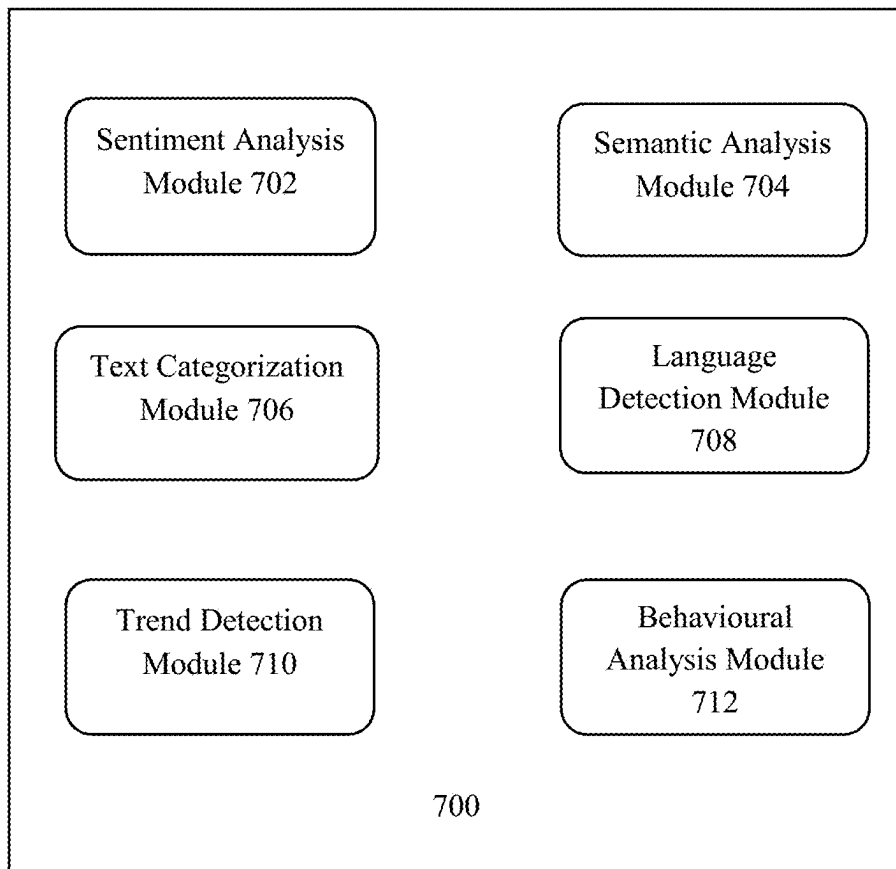 Sentiment Analysis
Module 702
Semantic Analysis
Module 704
Text Categorization
Module 706
Language
Detection Module
708
Trend Detection
Module 710
Behavioural
Analysis Module
712
700